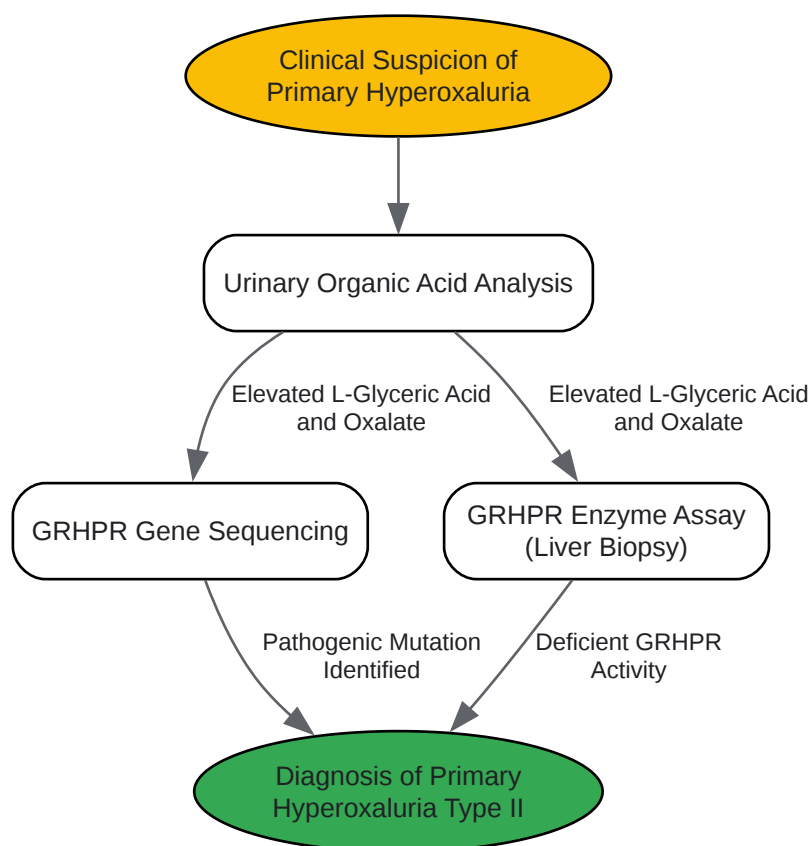 Clinical Suspicion of
Primary Hyperoxaluria
Urinary Organic Acid Analysis
Elevated L-Glyceric Acid
and Oxalate
Elevated L-Glyceric Acid
and Oxalate
GRHPR Gene Sequencing
GRHPR Enzyme Assay
(Liver Biopsy)
Pathogenic Mutation
Identified
Deficient GRHPR
Activity
Diagnosis of Primary
Hyperoxaluria Type II